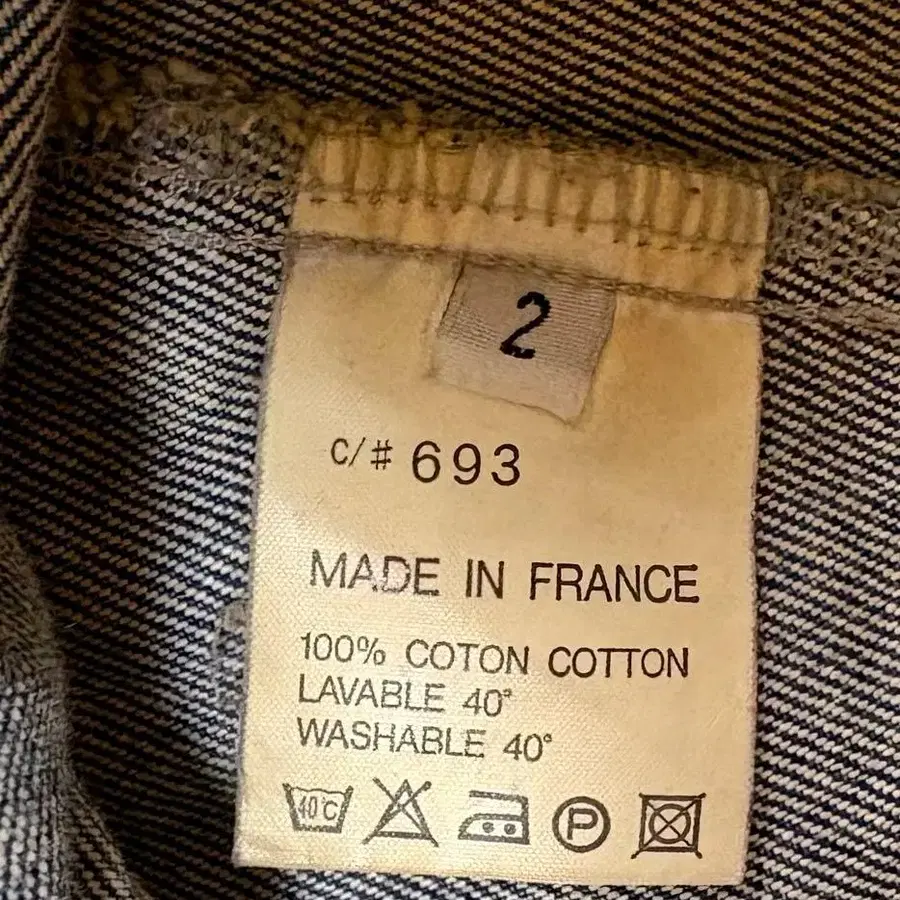 2
c/# 693
MADE IN FRANCE
100% COTON COTTON
LAVABLE 40°
WASHABLE 40°
40°C P